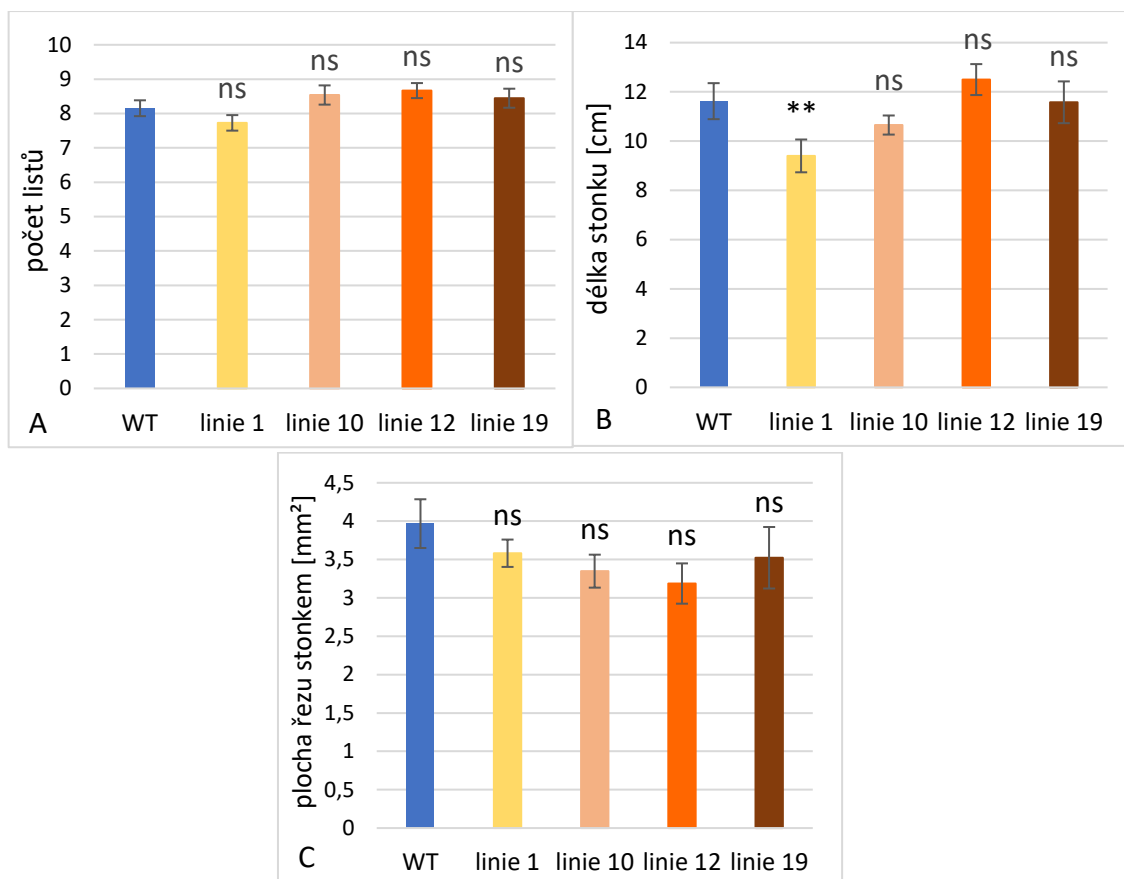 10
9
8
7
6
5
4
3
2
1
0
počet listů
ns
ns
ns
ns
WT
linie 1
linie 10
linie 12
linie 19
A
14
12
10
8
6
4
2
0
délka stonku [cm]
**
ns
ns
ns
WT
linie 1
linie 10
linie 12
linie 19
B
4,5
4
3,5
3
2,5
2
1,5
1
0,5
0
plocha řezu stonkem [mm²]
ns
ns
ns
ns
WT
linie 1
linie 10
linie 12
linie 19
C